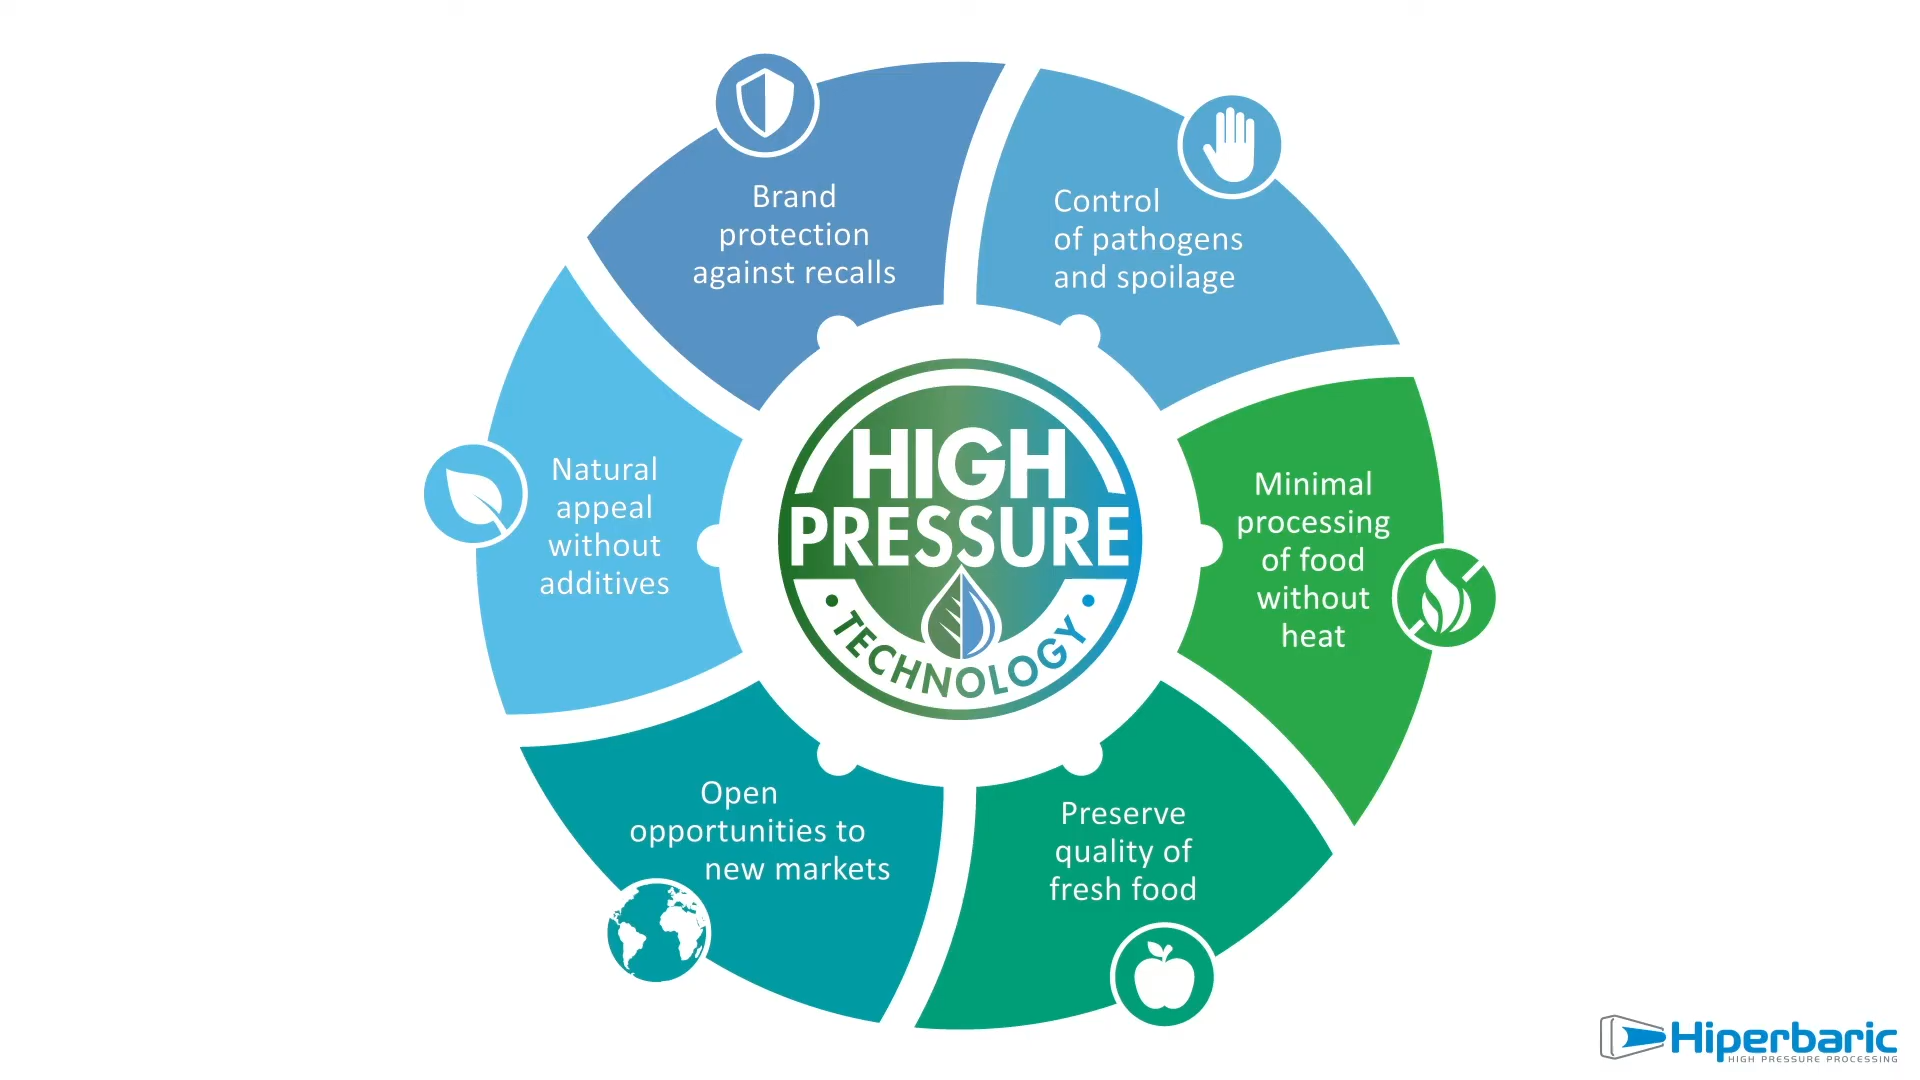 Brand
protection
against recalls
Control
of pathogens
and spoilage
Natural
appeal
without
additives
HIGH
PRESSURE
• TECHNOLOGY •
Minimal
processing
of food
without
heat
Open
opportunities to
new markets
Preserve
quality of
fresh food
Hiperbaric
HIGH PRESSURE PROCESSING